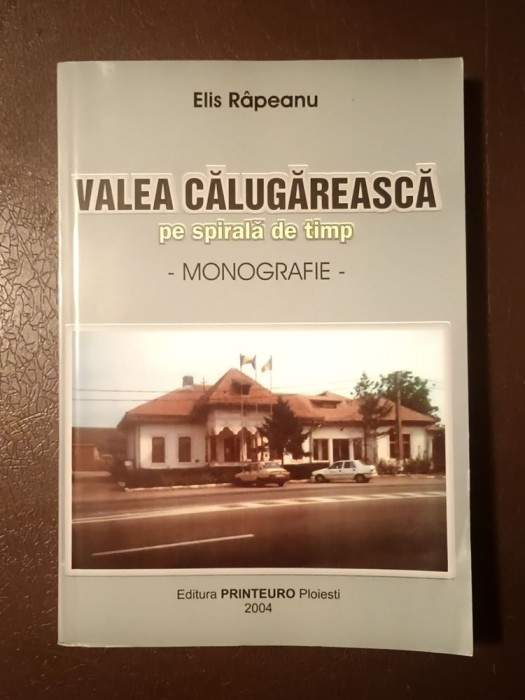 Elis Râpeanu
VALEA CĂLUGĂREASCĂ
pe spirală de timp
- MONOGRAFIE -
Editura PRINTEURO Ploiesti
2004